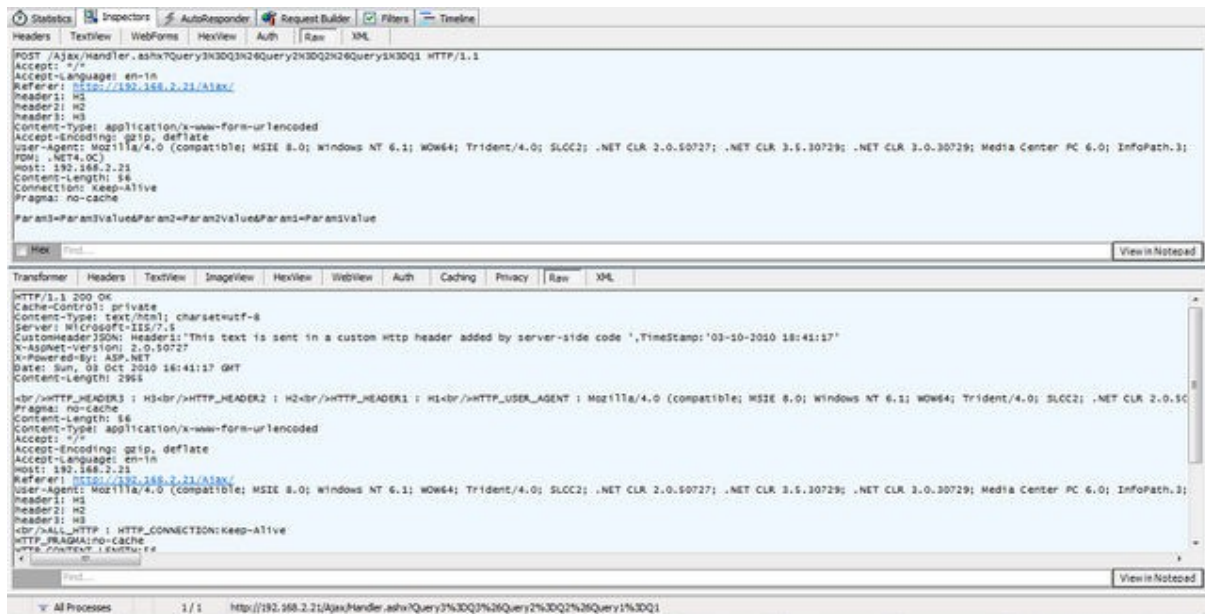 Statistics Inspectors AutoResponder Request Builder Filters Timeline
Headers TextView WebForms HexView Auth Raw XML
POST /Ajax/Handler.ashx?Query3%3DQ3%26Query2%3DQ2%26Query1%3DQ1 HTTP/1.1
Accept: */*
Accept-Language: en-in
Referer: http://192.168.2.21/Ajax/
header1: H1
header2: H2
header3: H3
Content-Type: application/x-www-form-urlencoded
Accept-Encoding: gzip, deflate
User-Agent: Mozilla/4.0 (compatible; MSIE 8.0; Windows NT 6.1; WOW64; Trident/4.0; SLCC2; .NET CLR 2.0.50727; .NET CLR 3.5.30729; .NET CLR 3.0.30729; Media Center PC 6.0; InfoPath.3;
FDM; .NET4.0C)
Host: 192.168.2.21
Content-Length: 56
Connection: Keep-Alive
Pragma: no-cache
Param3=Param3Value&Param2=Param2Value&Param1=Param1Value
Hex Find... View in Notepad
Transformer Headers TextView ImageView HexView WebView Auth Caching Privacy Raw XML
HTTP/1.1 200 OK
Cache-Control: private
Content-Type: text/html; charset=utf-8
Server: Microsoft-IIS/7.5
CustomHeaderJSON: Header1:'This text is sent in a custom Http header added by server-side code ',TimeStamp:'03-10-2010 18:41:17'
X-AspNet-Version: 2.0.50727
X-Powered-By: ASP.NET
Date: Sun, 03 Oct 2010 16:41:17 GMT
Content-Length: 2955
<br/>HTTP_HEADER3 : H3<br/>HTTP_HEADER2 : H2<br/>HTTP_HEADER1 : H1<br/>HTTP_USER_AGENT : Mozilla/4.0 (compatible; MSIE 8.0; Windows NT 6.1; WOW64; Trident/4.0; SLCC2; .NET CLR 2.0.50
Pragma: no-cache
Content-Length: 56
Content-Type: application/x-www-form-urlencoded
Accept: */*
Accept-Encoding: gzip, deflate
Accept-Language: en-in
Host: 192.168.2.21
Referer: http://192.168.2.21/Ajax/
User-Agent: Mozilla/4.0 (compatible; MSIE 8.0; Windows NT 6.1; WOW64; Trident/4.0; SLCC2; .NET CLR 2.0.50727; .NET CLR 3.5.30729; .NET CLR 3.0.30729; Media Center PC 6.0; InfoPath.3;
header1: H1
header2: H2
header3: H3
<br/>ALL_HTTP : HTTP_CONNECTION:Keep-Alive
HTTP_PRAGMA:no-cache
HTTP_CONTENT_LENGTH:56
Find... View in Notepad
All Processes 1 / 1 http://192.168.2.21/Ajax/Handler.ashx?Query3%3DQ3%26Query2%3DQ2%26Query1%3DQ1